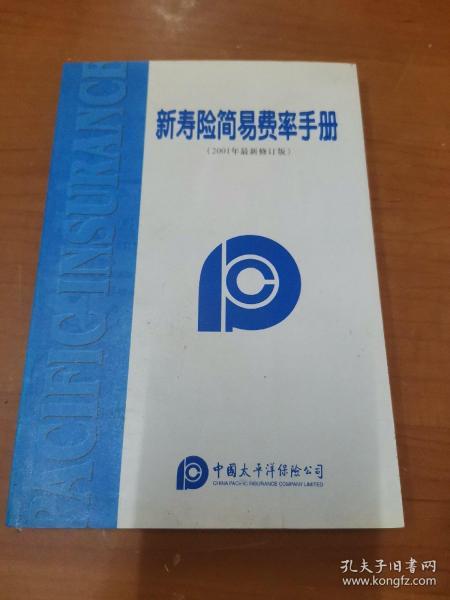 PACIFIC INSURANCE
新寿险简易费率手册
（2001年最新修订版）
中国太平洋保险公司
CHINA PACIFIC INSURANCE COMPANY LIMITED
孔夫子旧书网
www.kongfz.com